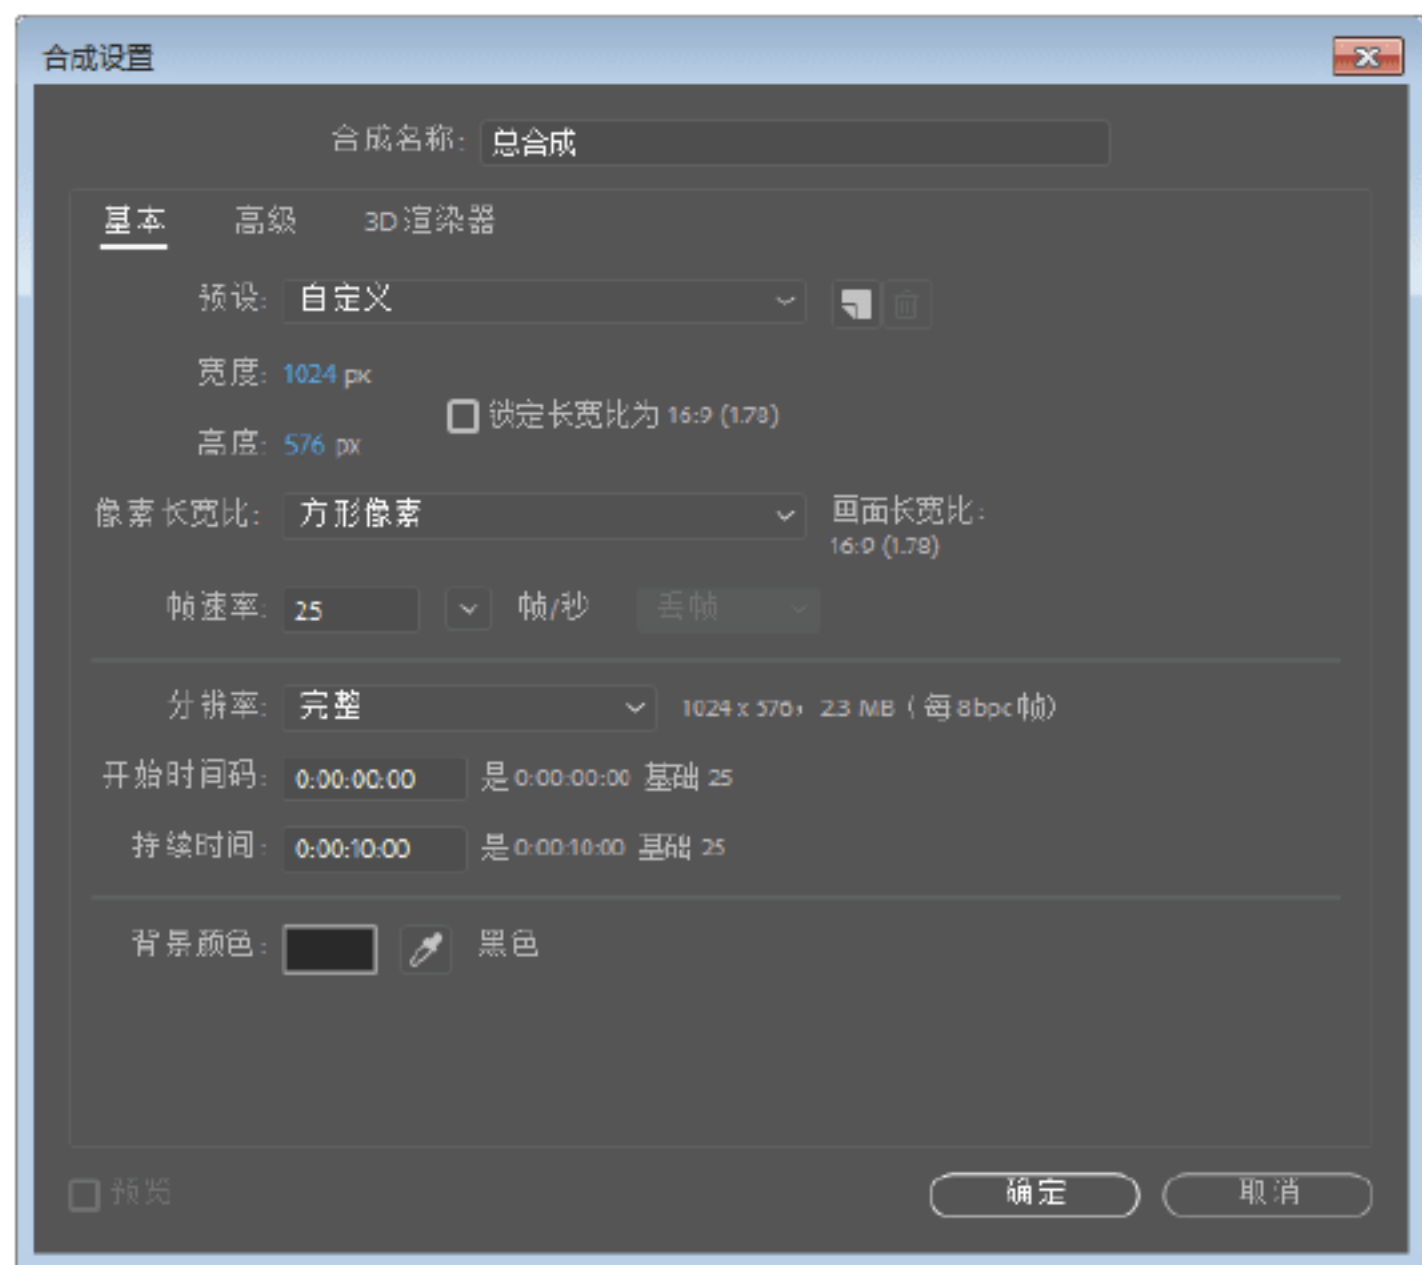 合成设置
合成名称: 总合成
基本 高级 3D 渲染器
预设: 自定义
宽度: 1024 px
锁定长宽比为 16:9 (1.78)
高度: 576 px
像素长宽比: 方形像素 画面长宽比:
16:9 (1.78)
帧速率: 25 帧/秒 丢帧
分辨率: 完整 1024 x 576，2.3 MB（每 8bpc 帧）
开始时间码: 0:00:00:00 是 0:00:00:00 基础 25
持续时间: 0:00:10:00 是 0:00:10:00 基础 25
背景颜色: 黑色
预览 确定 取消